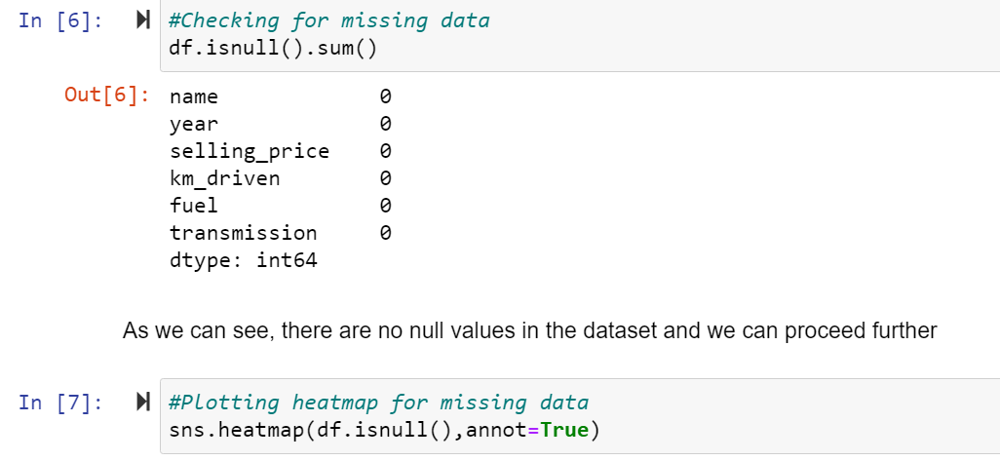 In [6]: #Checking for missing data
df.isnull().sum()
Out[6]: name 0
year 0
selling_price 0
km_driven 0
fuel 0
transmission 0
dtype: int64
As we can see, there are no null values in the dataset and we can proceed further
In [7]: #Plotting heatmap for missing data
sns.heatmap(df.isnull(),annot=True)